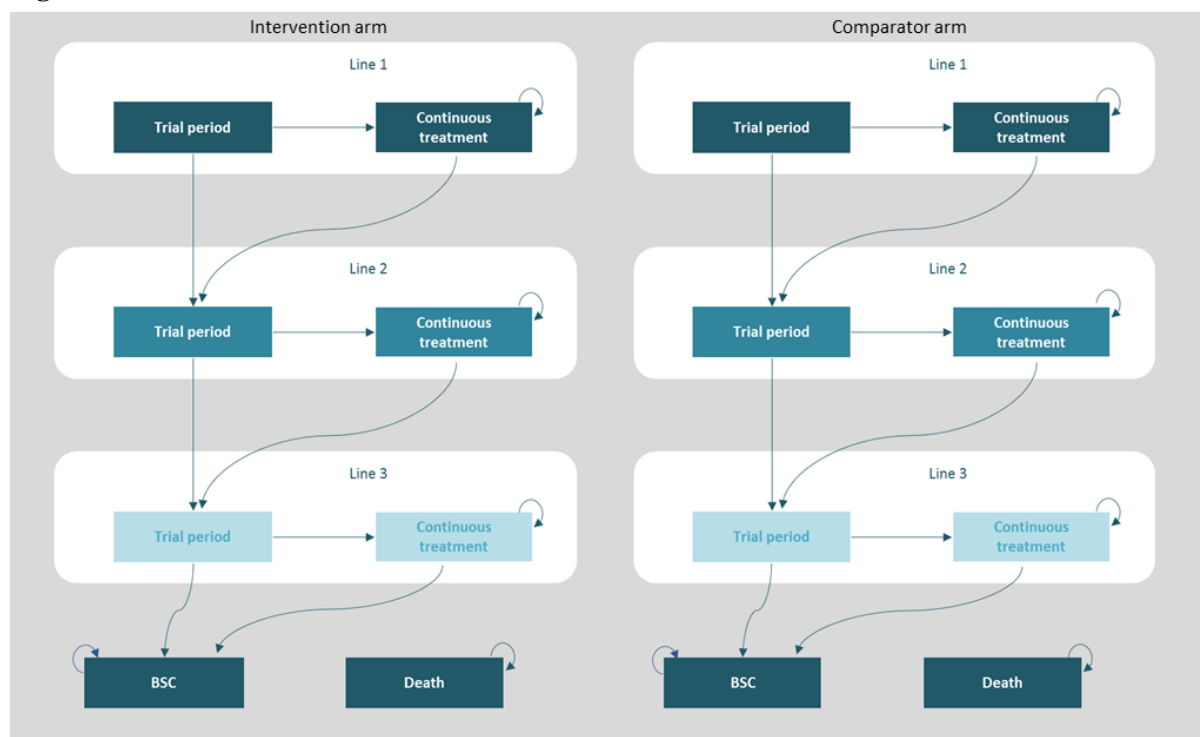 Intervention arm
Line 1
Trial period
Continuous
treatment
Line 2
Trial period
Continuous
treatment
Line 3
Trial period
Continuous
treatment
BSC
Death
Comparator arm
Line 1
Trial period
Continuous
treatment
Line 2
Trial period
Continuous
treatment
Line 3
Trial period
Continuous
treatment
BSC
Death